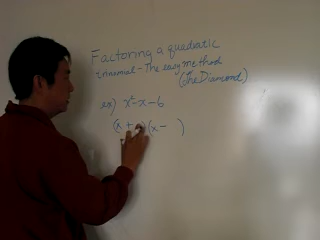 Factoring a quadratic
trinomial - The easy method
(The Diamond)
ex) x²-x-6
(x + )(x - )